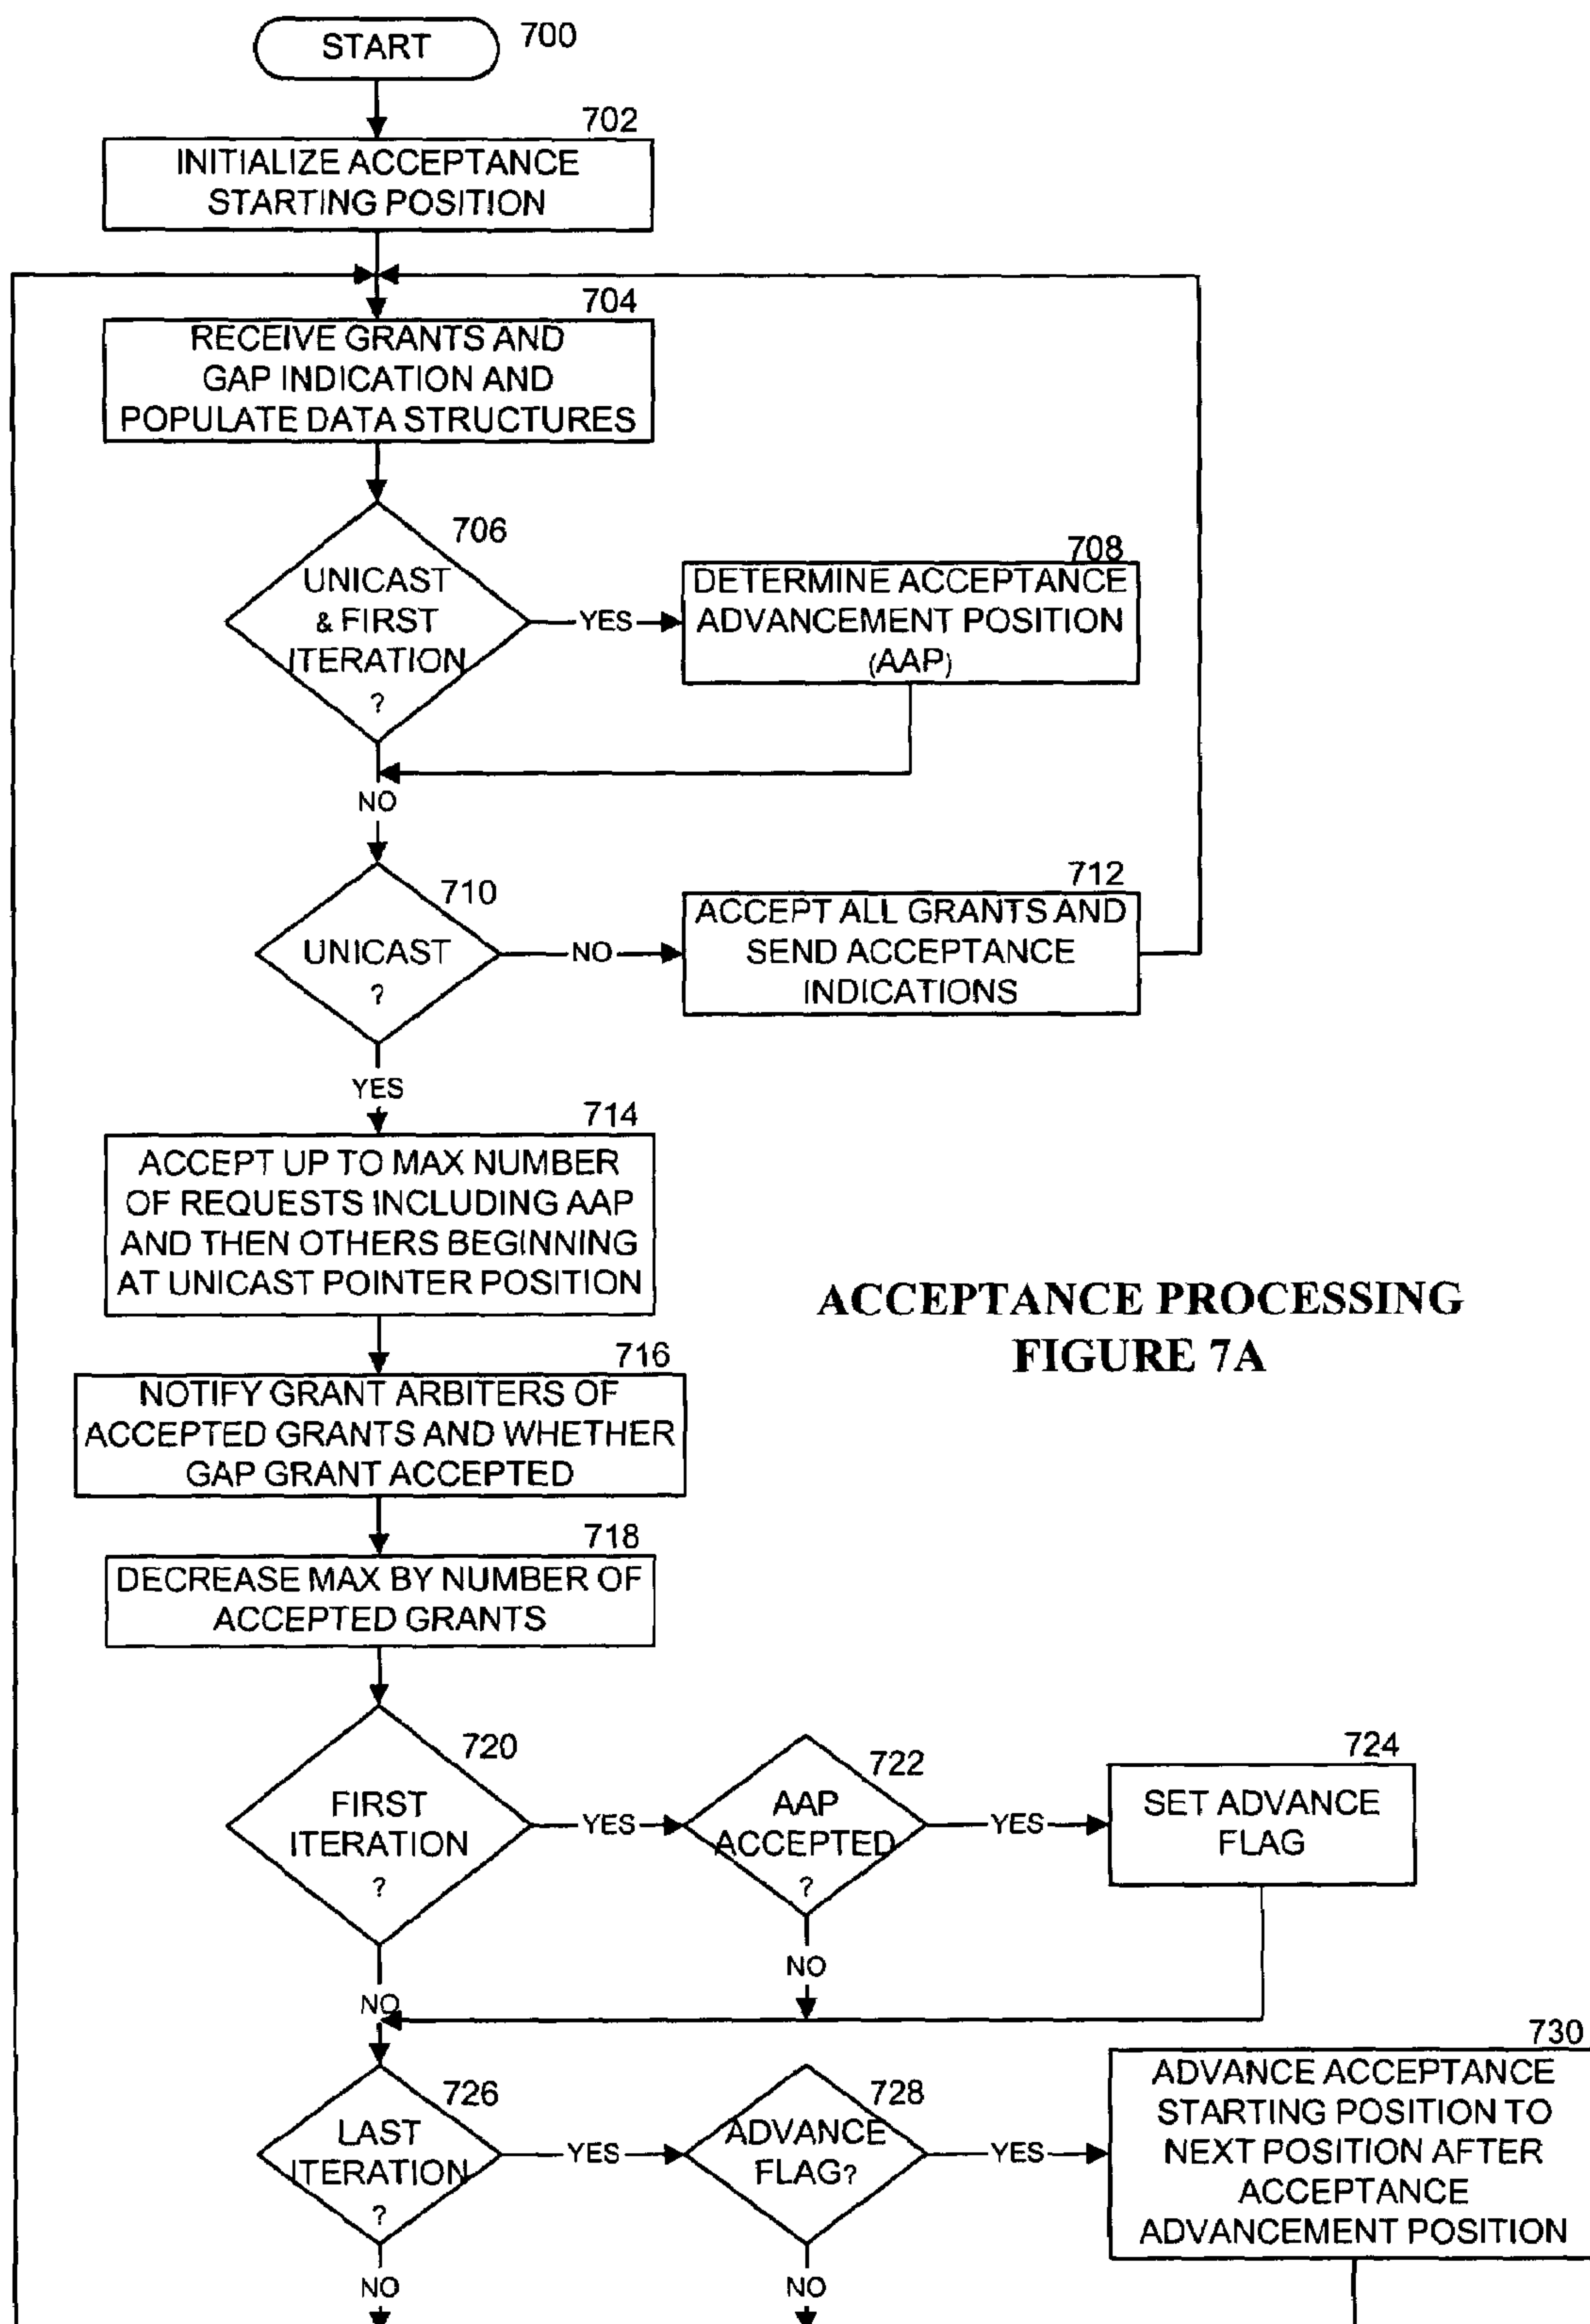 START
700
702
INITIALIZE ACCEPTANCE
STARTING POSITION
704
RECEIVE GRANTS AND
GAP INDICATION AND
POPULATE DATA STRUCTURES
706
UNICAST
& FIRST
ITERATION
?
YES
708
DETERMINE ACCEPTANCE
ADVANCEMENT POSITION
(AAP)
NO
710
UNICAST
?
NO
712
ACCEPT ALL GRANTS AND
SEND ACCEPTANCE
INDICATIONS
YES
714
ACCEPT UP TO MAX NUMBER
OF REQUESTS INCLUDING AAP
AND THEN OTHERS BEGINNING
AT UNICAST POINTER POSITION
ACCEPTANCE PROCESSING
FIGURE 7A
716
NOTIFY GRANT ARBITERS OF
ACCEPTED GRANTS AND WHETHER
GAP GRANT ACCEPTED
718
DECREASE MAX BY NUMBER OF
ACCEPTED GRANTS
720
FIRST
ITERATION
?
YES
722
AAP
ACCEPTED
?
YES
724
SET ADVANCE
FLAG
NO
NO
726
LAST
ITERATION
?
YES
728
ADVANCE
FLAG?
YES
730
ADVANCE ACCEPTANCE
STARTING POSITION TO
NEXT POSITION AFTER
ACCEPTANCE
ADVANCEMENT POSITION
NO
NO